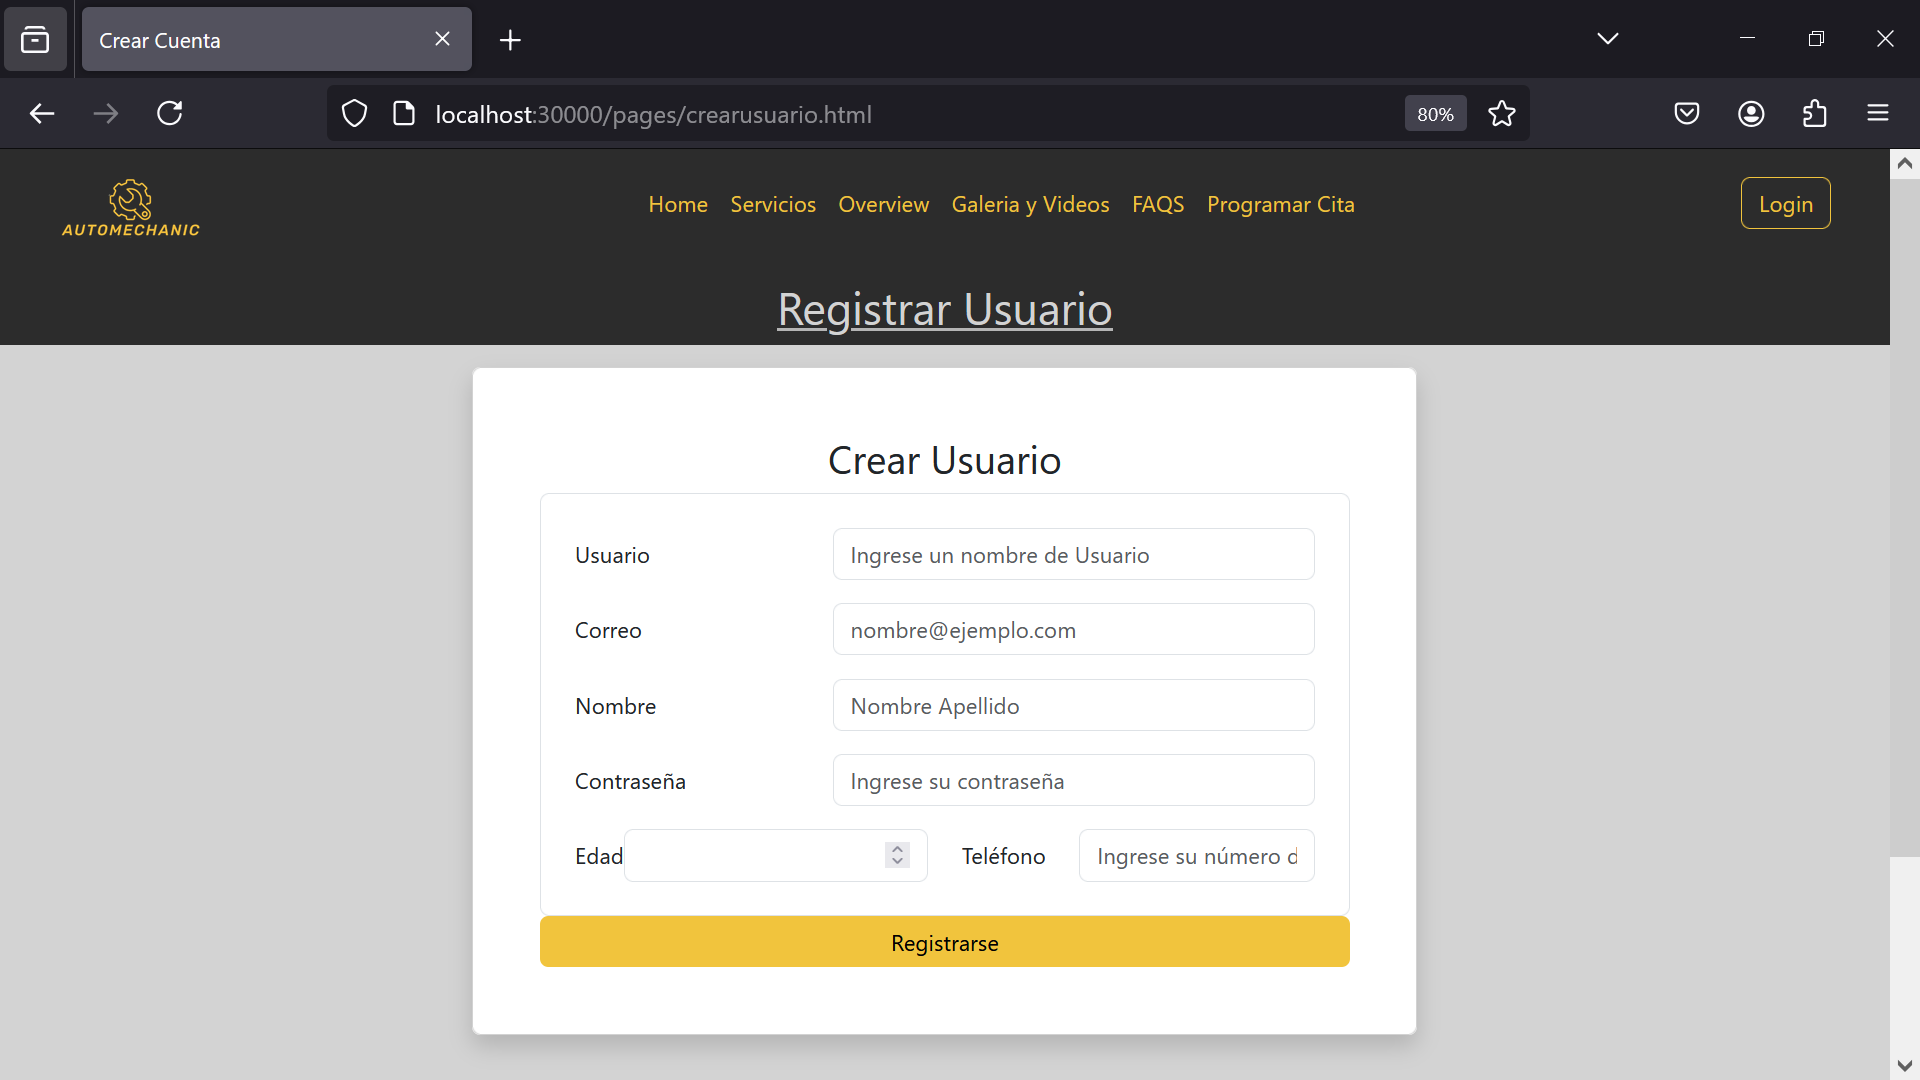 Crear Cuenta
localhost:30000/pages/crearusuario.html
80%
AUTOMECHANIC
Home Servicios Overview Galeria y Videos FAQS Programar Cita
Login
Registrar Usuario
Crear Usuario
Usuario Ingrese un nombre de Usuario
Correo nombre@ejemplo.com
Nombre Nombre Apellido
Contraseña Ingrese su contraseña
Edad Teléfono Ingrese su número d
Registrarse